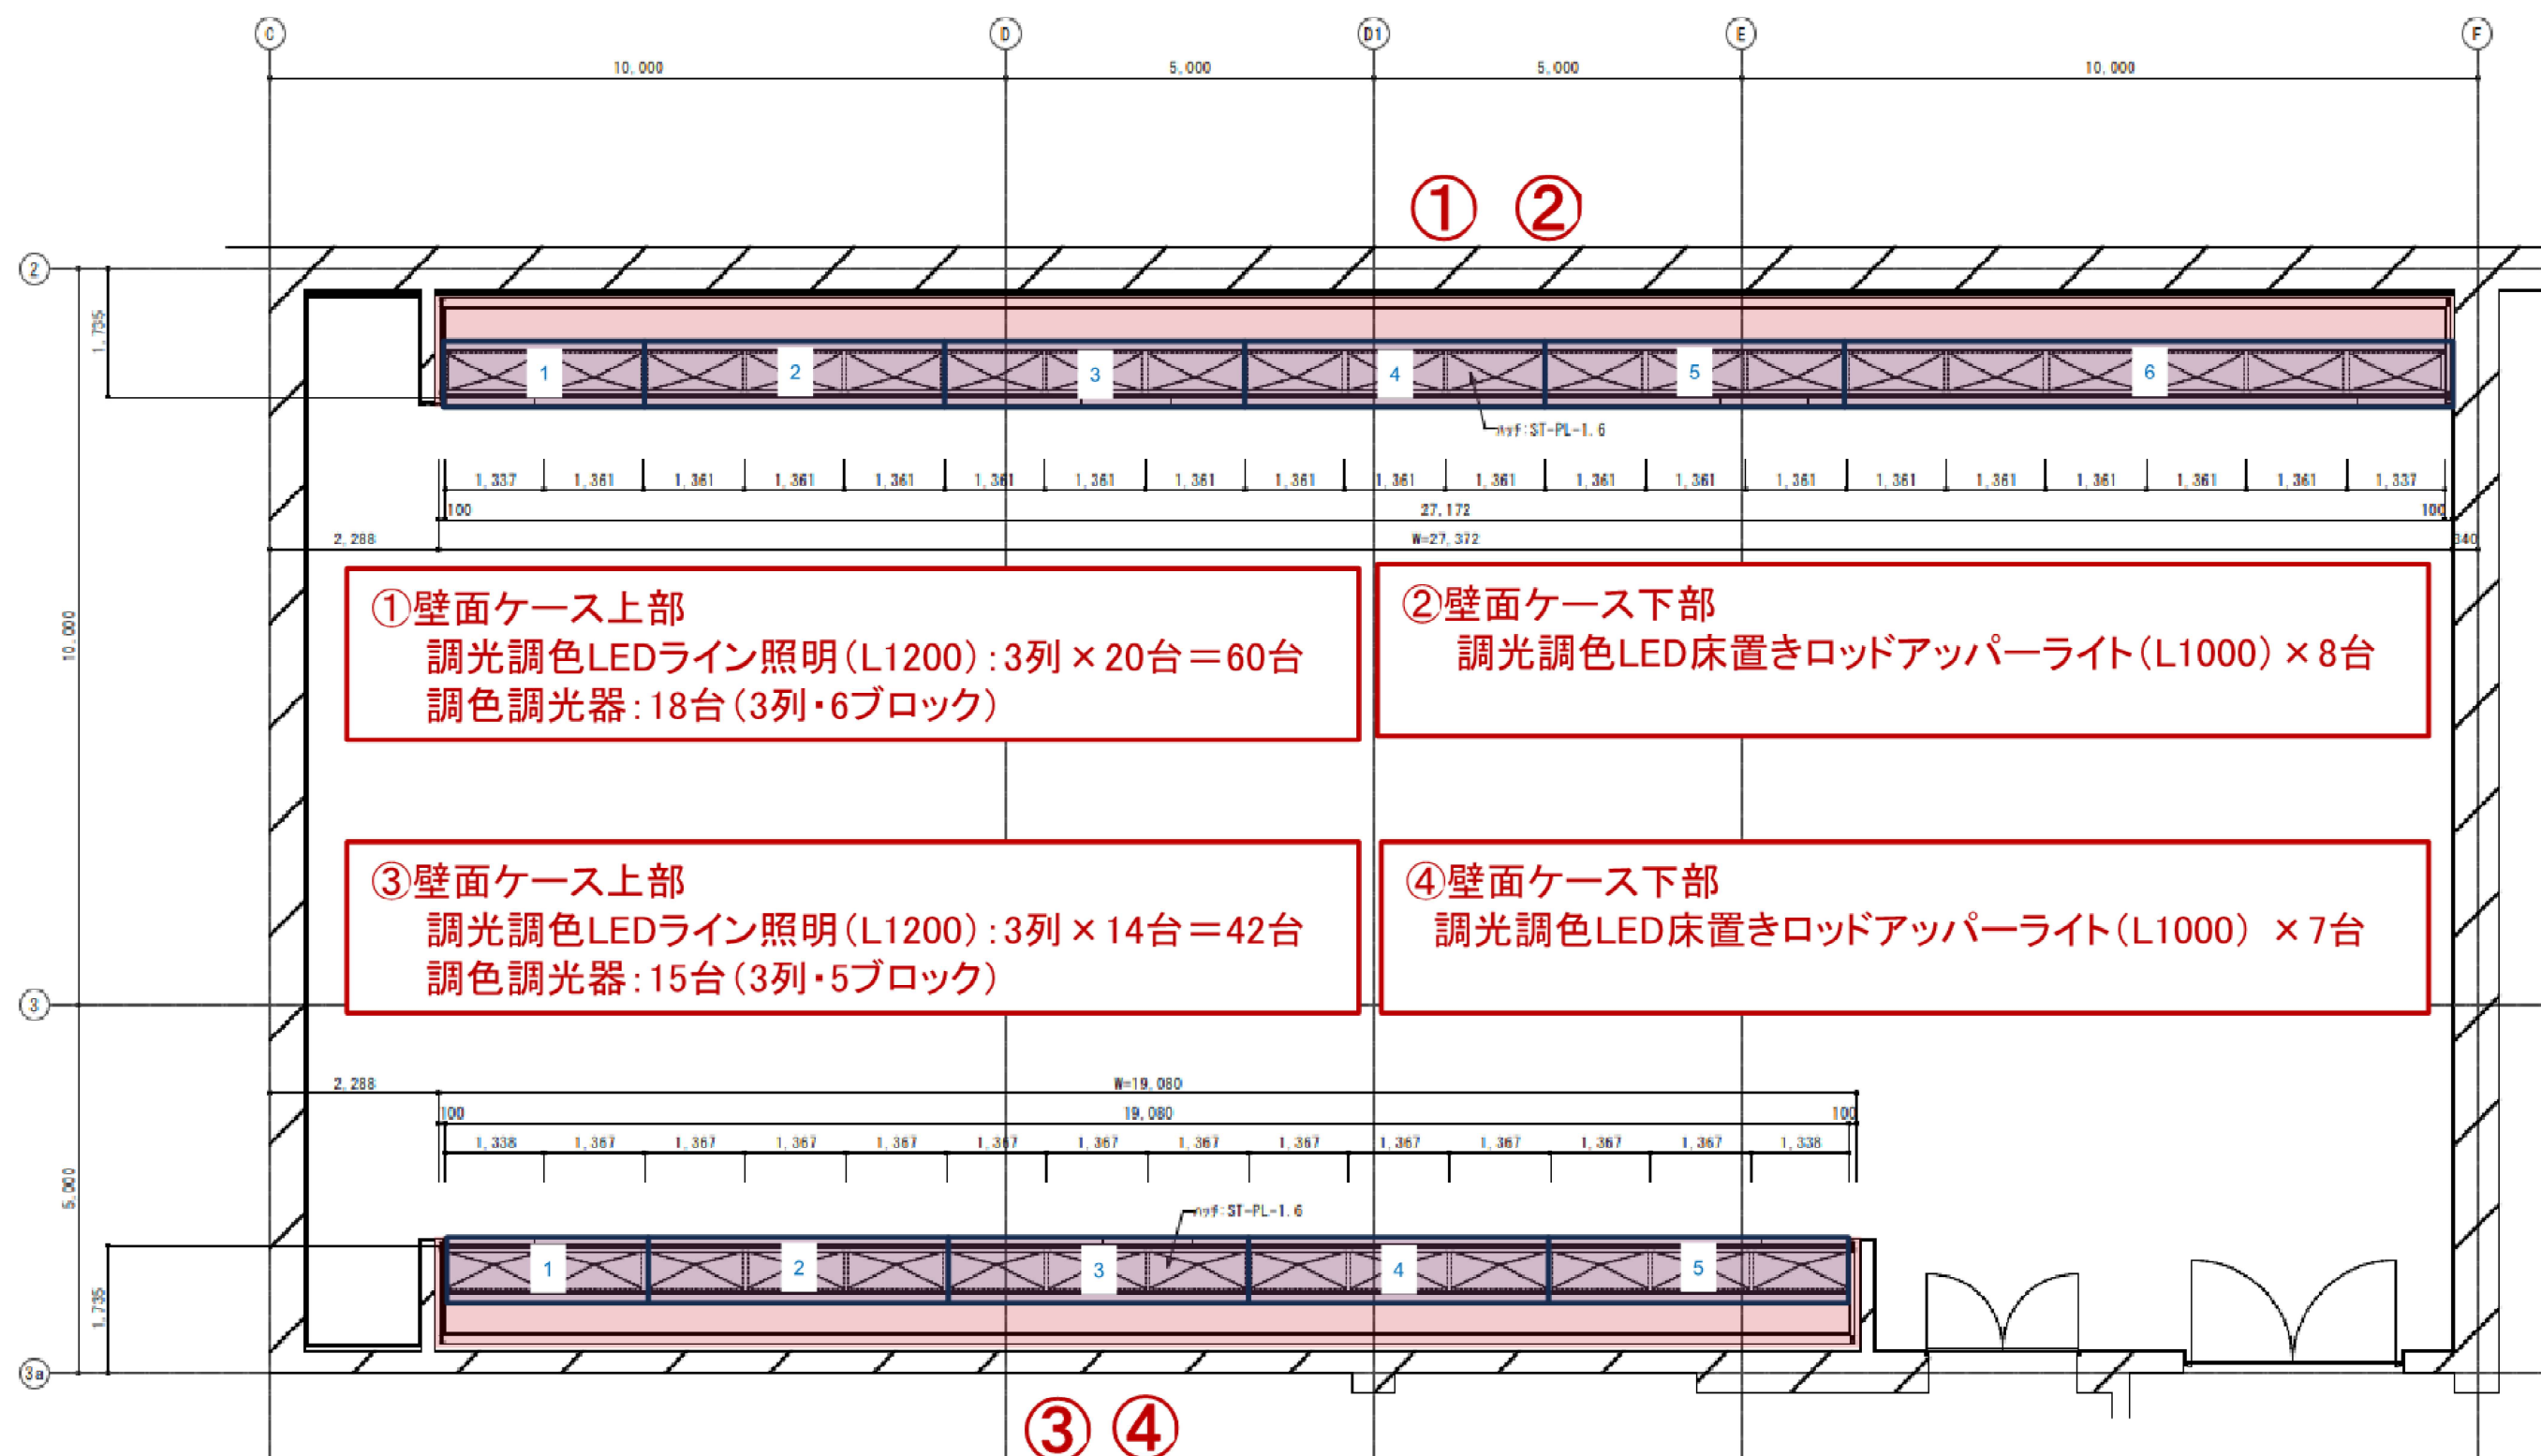 C D D1 E F
10,000 5,000 5,000 10,000
① ②
2
1,735
1 2 3 4 5 6
ハッチ:ST-PL-1.6
1,337 1,361 1,361 1,361 1,361 1,361 1,361 1,361 1,361 1,361 1,361 1,361 1,361 1,361 1,361 1,361 1,361 1,361 1,361 1,337
100 27,172 100
2,288 W=27,372 340
10,000
①壁面ケース上部
調光調色LEDライン照明(L1200):3列×20台=60台
調色調光器:18台(3列・6ブロック)
②壁面ケース下部
調光調色LED床置きロッドアッパーライト(L1000)×8台
③壁面ケース上部
調光調色LEDライン照明(L1200):3列×14台=42台
調色調光器:15台(3列・5ブロック)
④壁面ケース下部
調光調色LED床置きロッドアッパーライト(L1000) ×7台
3
2,288 W=19,080
100 19,080 100
1,338 1,367 1,367 1,367 1,367 1,367 1,367 1,367 1,367 1,367 1,367 1,367 1,367 1,338
5,000
ハッチ:ST-PL-1.6
1 2 3 4 5
1,735
3a
③ ④